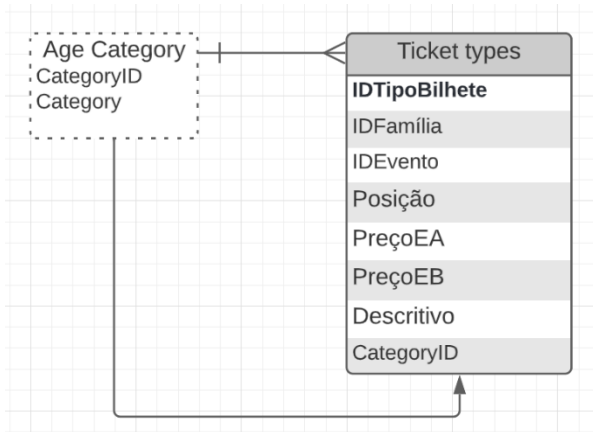 Age Category
CategoryID
Category
Ticket types
IDTipoBilhete
IDFamília
IDEvento
Posição
PreçoEA
PreçoEB
Descritivo
CategoryID